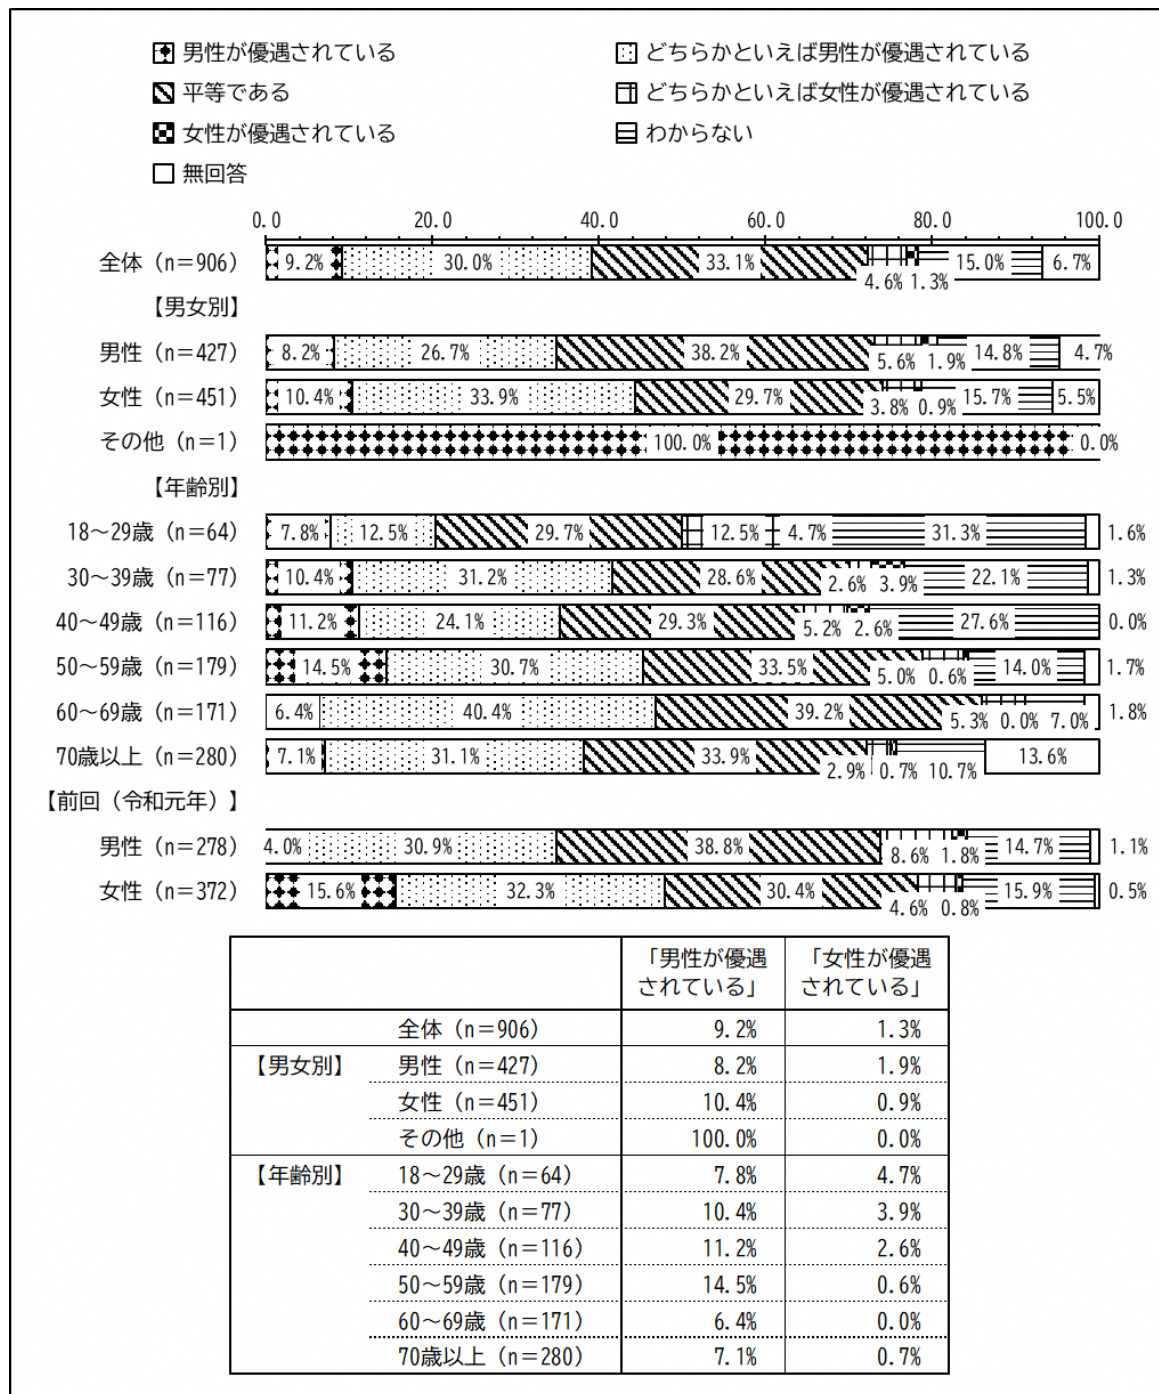 男性が優遇されている どちらかといえば男性が優遇されている
平等である どちらかといえば女性が優遇されている
女性が優遇されている わからない
無回答
0.0 20.0 40.0 60.0 80.0 100.0
全体（n＝906） 9.2% 30.0% 33.1% 4.6% 1.3% 15.0% 6.7%
【男女別】
男性（n＝427） 8.2% 26.7% 38.2% 5.6% 1.9% 14.8% 4.7%
女性（n＝451） 10.4% 33.9% 29.7% 3.8% 0.9% 15.7% 5.5%
その他（n＝1） 100.0% 0.0%
【年齢別】
18～29歳（n＝64） 7.8% 12.5% 29.7% 12.5% 4.7% 31.3% 1.6%
30～39歳（n＝77） 10.4% 31.2% 28.6% 2.6% 3.9% 22.1% 1.3%
40～49歳（n＝116） 11.2% 24.1% 29.3% 5.2% 2.6% 27.6% 0.0%
50～59歳（n＝179） 14.5% 30.7% 33.5% 5.0% 0.6% 14.0% 1.7%
60～69歳（n＝171） 6.4% 40.4% 39.2% 5.3% 0.0% 7.0% 1.8%
70歳以上（n＝280） 7.1% 31.1% 33.9% 2.9% 0.7% 10.7% 13.6%
【前回（令和元年）】
男性（n＝278） 4.0% 30.9% 38.8% 8.6% 1.8% 14.7% 1.1%
女性（n＝372） 15.6% 32.3% 30.4% 4.6% 0.8% 15.9% 0.5%
「男性が優遇 「女性が優遇
されている」 されている」
全体（n＝906） 9.2% 1.3%
【男女別】 男性（n＝427） 8.2% 1.9%
女性（n＝451） 10.4% 0.9%
その他（n＝1） 100.0% 0.0%
【年齢別】 18～29歳（n＝64） 7.8% 4.7%
30～39歳（n＝77） 10.4% 3.9%
40～49歳（n＝116） 11.2% 2.6%
50～59歳（n＝179） 14.5% 0.6%
60～69歳（n＝171） 6.4% 0.0%
70歳以上（n＝280） 7.1% 0.7%